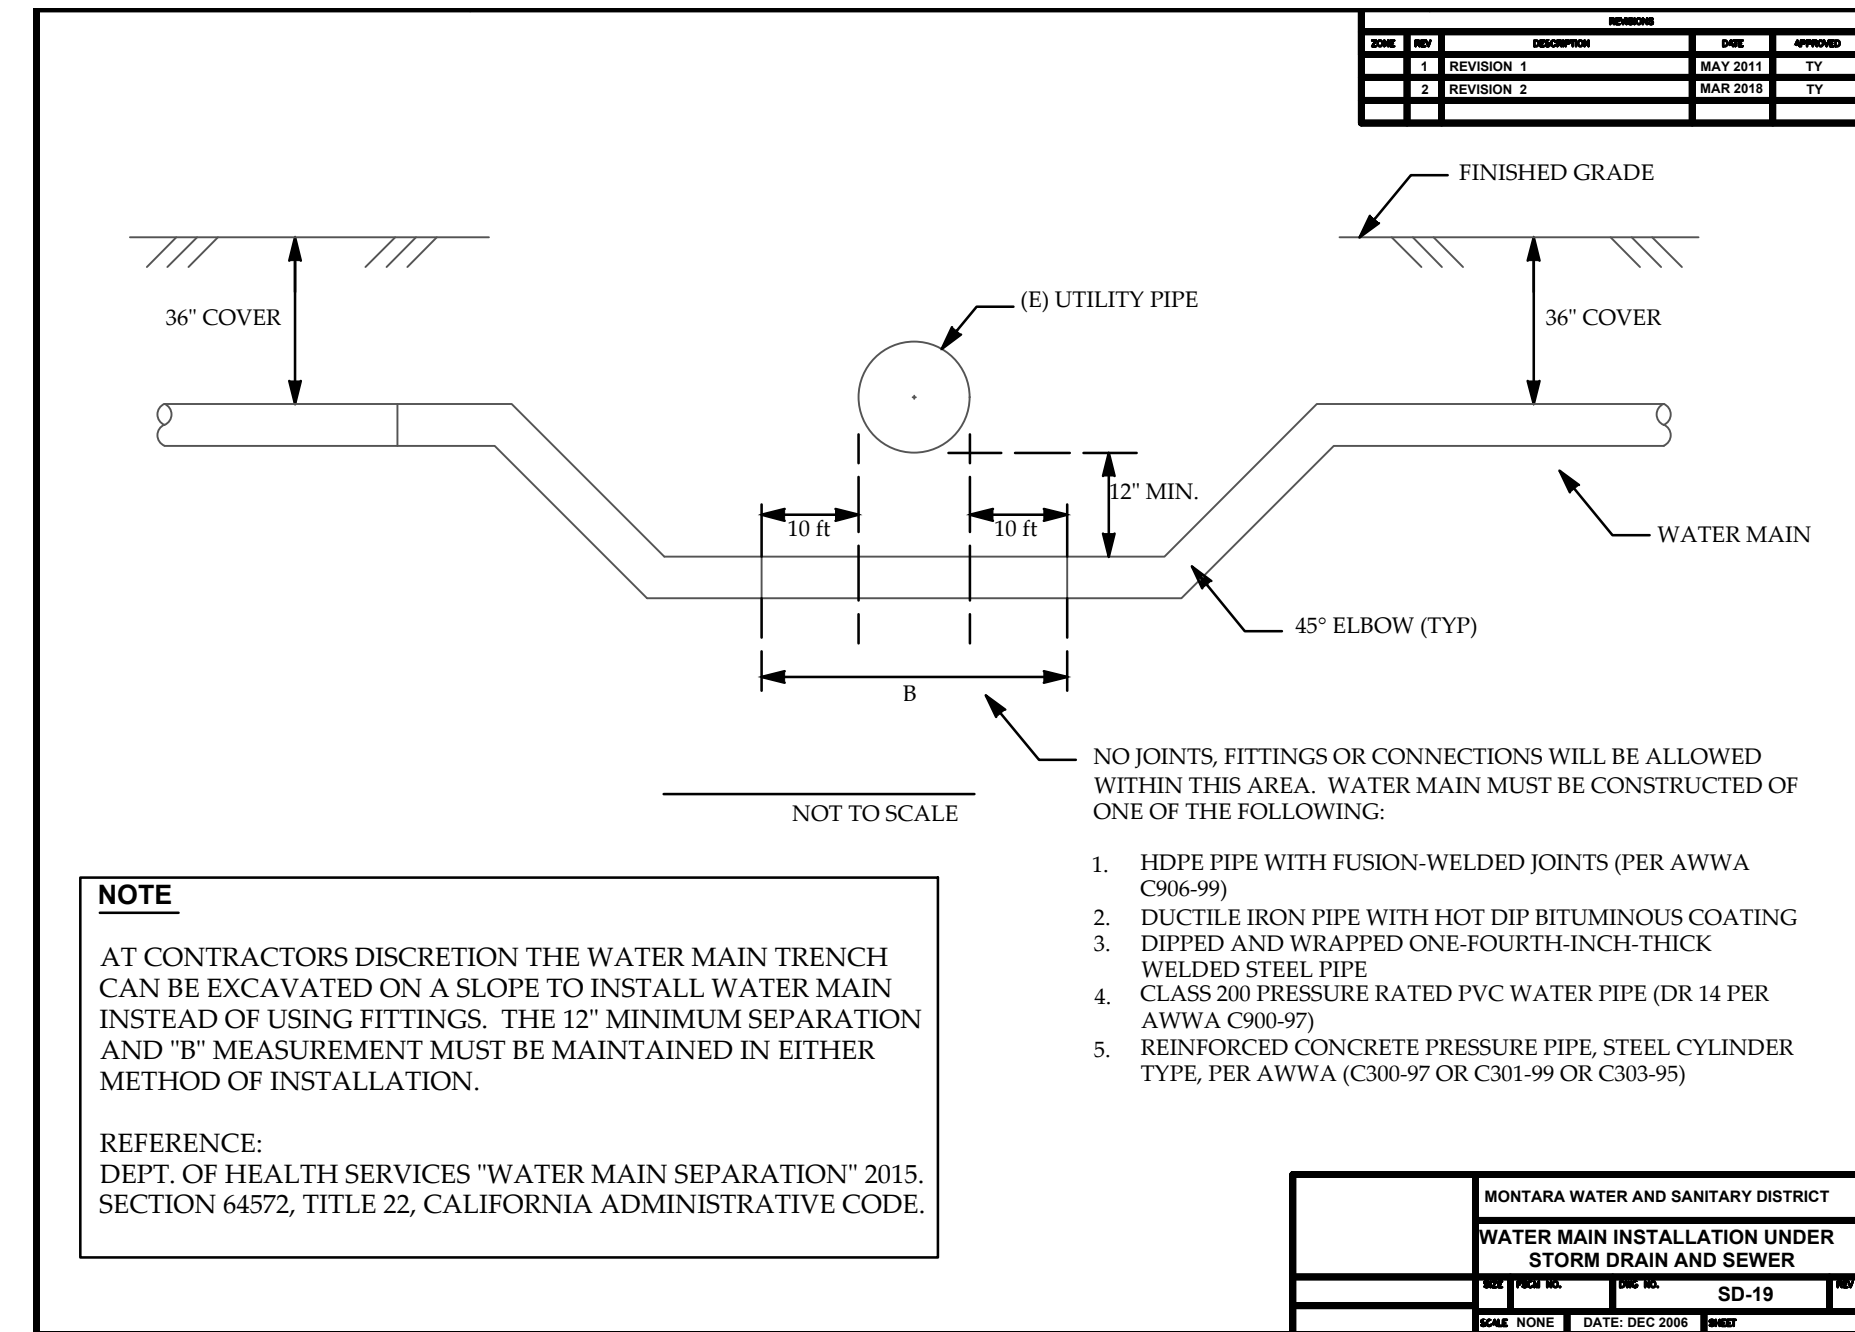 REVISIONS
ZONE REV DESCRIPTION DATE APPROVED
1 REVISION 1 MAY 2011 TY
2 REVISION 2 MAR 2018 TY
FINISHED GRADE
36" COVER
(E) UTILITY PIPE
36" COVER
12" MIN.
10 ft
10 ft
WATER MAIN
45° ELBOW (TYP)
B
NO JOINTS, FITTINGS OR CONNECTIONS WILL BE ALLOWED
WITHIN THIS AREA. WATER MAIN MUST BE CONSTRUCTED OF
ONE OF THE FOLLOWING:
1. HDPE PIPE WITH FUSION-WELDED JOINTS (PER AWWA
C906-99)
2. DUCTILE IRON PIPE WITH HOT DIP BITUMINOUS COATING
3. DIPPED AND WRAPPED ONE-FOURTH-INCH-THICK
WELDED STEEL PIPE
4. CLASS 200 PRESSURE RATED PVC WATER PIPE (DR 14 PER
AWWA C900-97)
5. REINFORCED CONCRETE PRESSURE PIPE, STEEL CYLINDER
TYPE, PER AWWA (C300-97 OR C301-99 OR C303-95)
NOT TO SCALE
NOTE
AT CONTRACTORS DISCRETION THE WATER MAIN TRENCH
CAN BE EXCAVATED ON A SLOPE TO INSTALL WATER MAIN
INSTEAD OF USING FITTINGS. THE 12" MINIMUM SEPARATION
AND "B" MEASUREMENT MUST BE MAINTAINED IN EITHER
METHOD OF INSTALLATION.
REFERENCE:
DEPT. OF HEALTH SERVICES "WATER MAIN SEPARATION" 2015.
SECTION 64572, TITLE 22, CALIFORNIA ADMINISTRATIVE CODE.
MONTARA WATER AND SANITARY DISTRICT
WATER MAIN INSTALLATION UNDER
STORM DRAIN AND SEWER
SIZE FSCM NO. DWG NO. SD-19 REV
SCALE NONE DATE: DEC 2006 SHEET